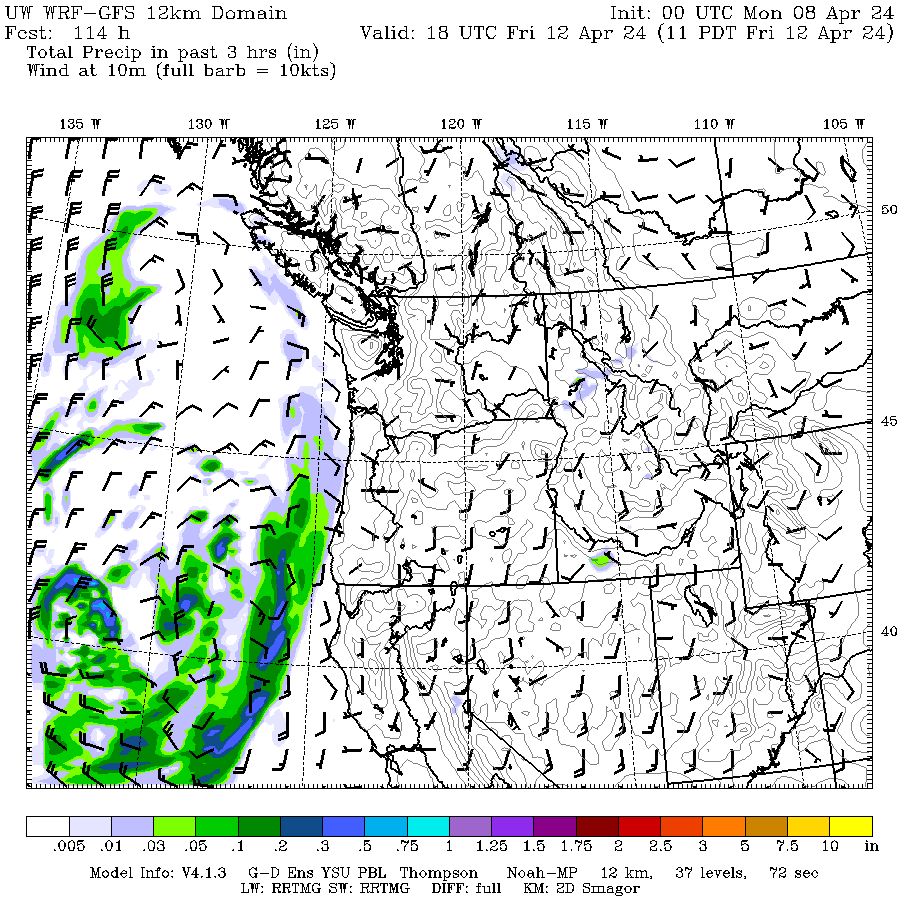 UW WRF-GFS 12km Domain Init: 00 UTC Mon 08 Apr 24
Fcst: 114 h Valid: 18 UTC Fri 12 Apr 24 (11 PDT Fri 12 Apr 24)
Total Precip in past 3 hrs (in)
Wind at 10m (full barb = 10kts)
135 W 130 W 125 W 120 W 115 W 110 W 105 W
50
45
40
.005 .01 .03 .05 .1 .2 .3 .5 .75 1 1.25 1.5 1.75 2 2.5 3 5 7.5 10 in
Model Info: V4.1.3 G-D Ens YSU PBL Thompson Noah-MP 12 km, 37 levels, 72 sec
LW: RRTMG SW: RRTMG DIFF: full KM: 2D Smagor